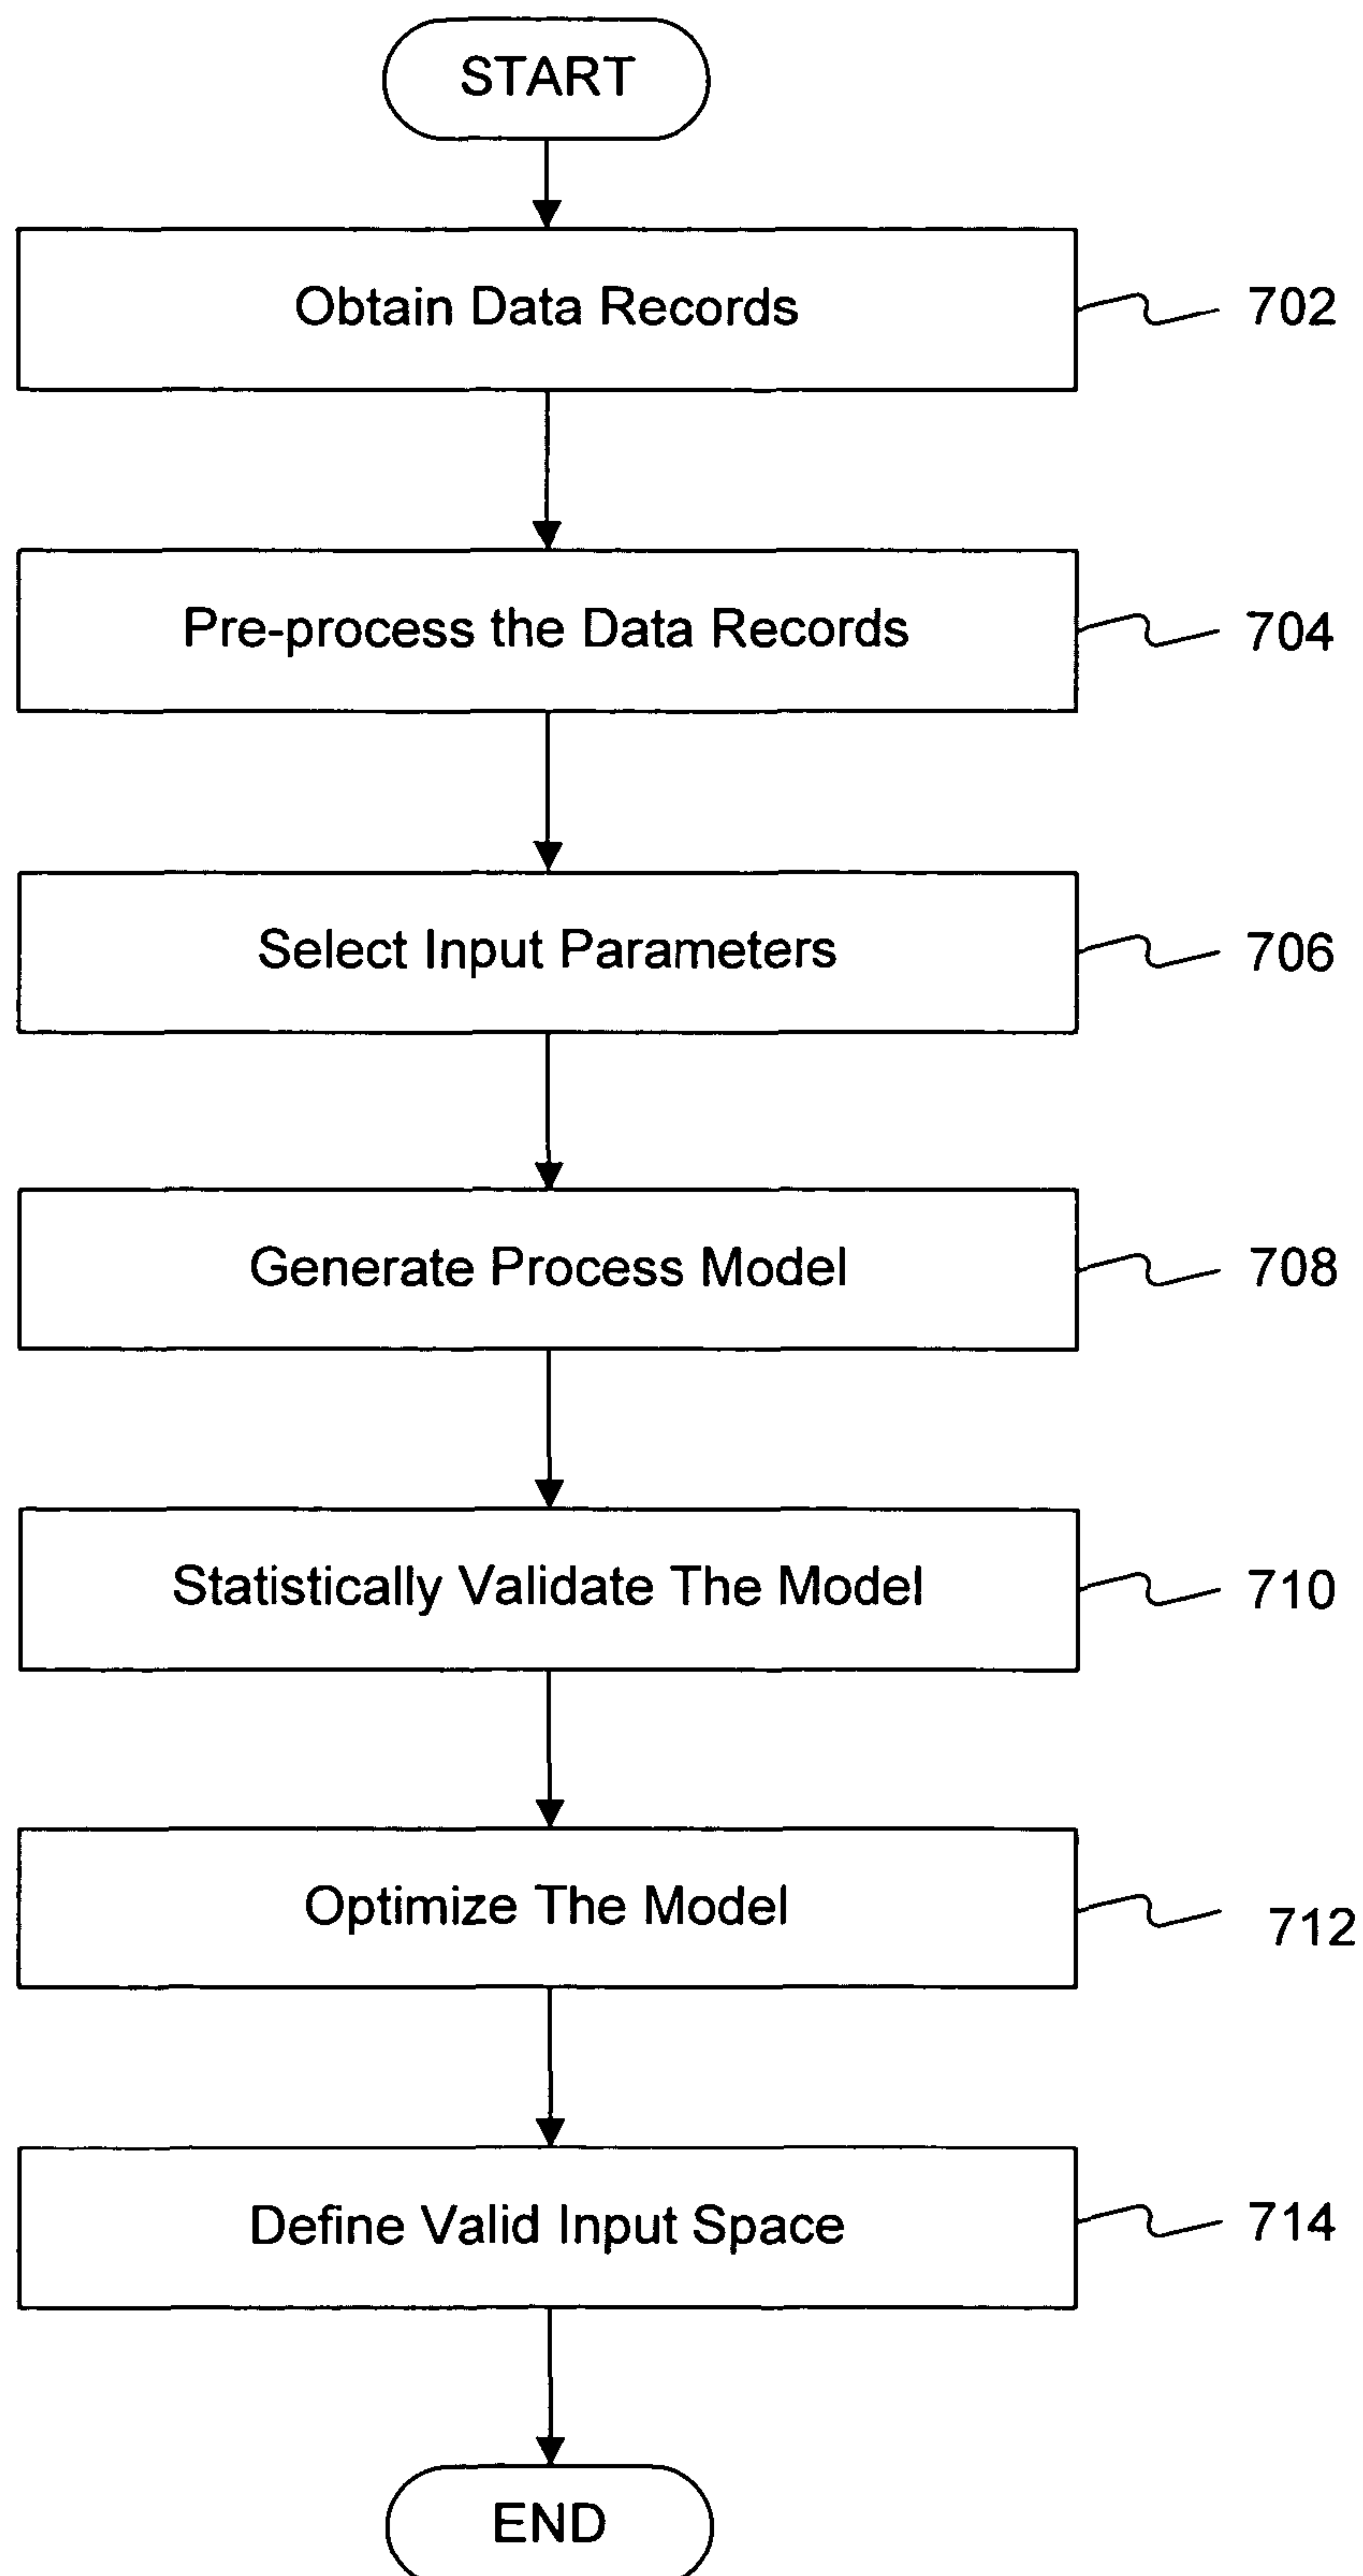 START
Obtain Data Records
702
Pre-process the Data Records
704
Select Input Parameters
706
Generate Process Model
708
Statistically Validate The Model
710
Optimize The Model
712
Define Valid Input Space
714
END